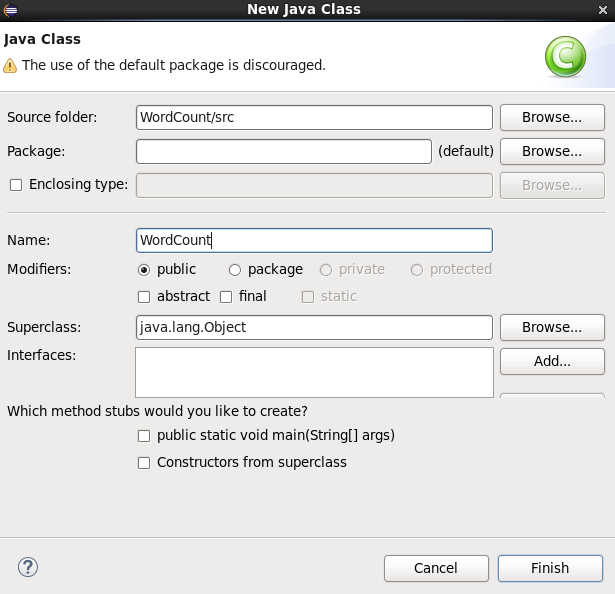 New Java Class
Java Class
The use of the default package is discouraged.
Source folder: WordCount/src Browse...
Package: (default) Browse...
Enclosing type: Browse...
Name: WordCount
Modifiers: public package private protected
abstract final static
Superclass: java.lang.Object Browse...
Interfaces: Add...
Which method stubs would you like to create?
public static void main(String[] args)
Constructors from superclass
? Cancel Finish